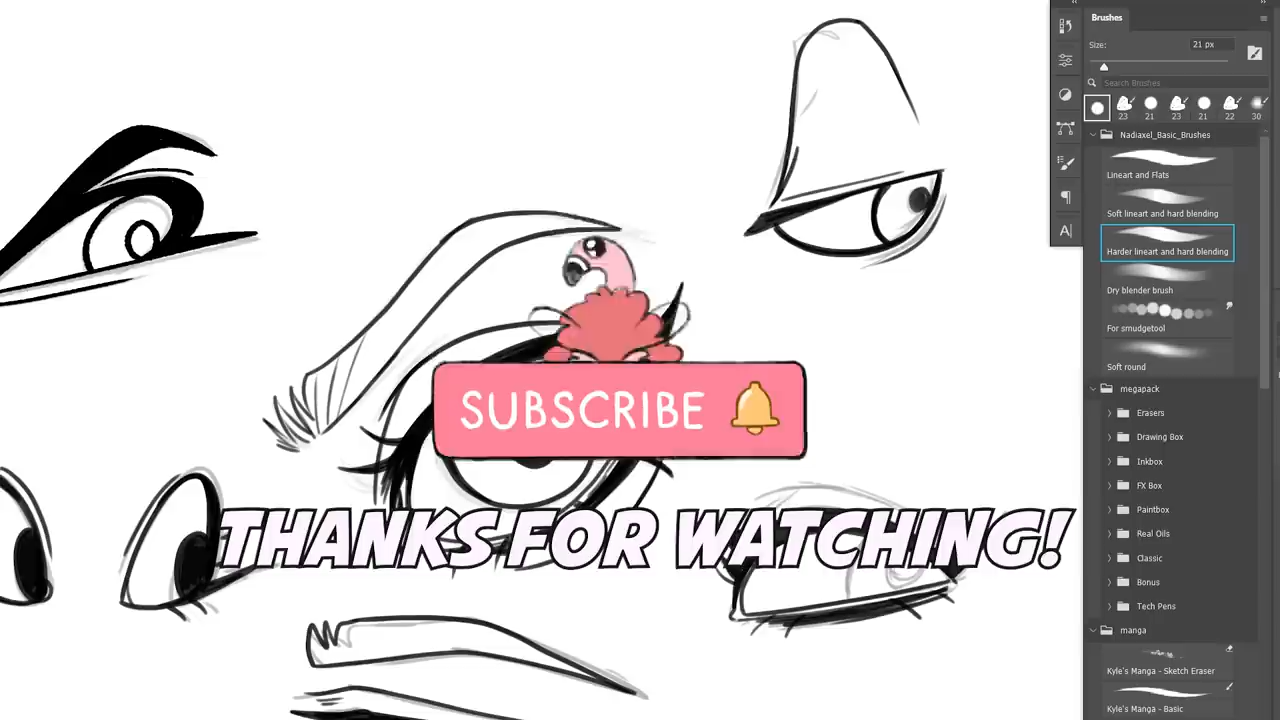 Brushes
Size:
21 px
Search Brushes
23 21 23 21 22 30
Nadiaxel_Basic_Brushes
Lineart and Flats
Soft lineart and hard blending
Harder lineart and hard blending
Dry blender brush
For smudgetool
Soft round
megapack
Erasers
Drawing Box
Inkbox
FX Box
Paintbox
Real Oils
Classic
Bonus
Tech Pens
manga
Kyle's Manga - Sketch Eraser
Kyle's Manga - Basic
SUBSCRIBE
THANKS FOR WATCHING!